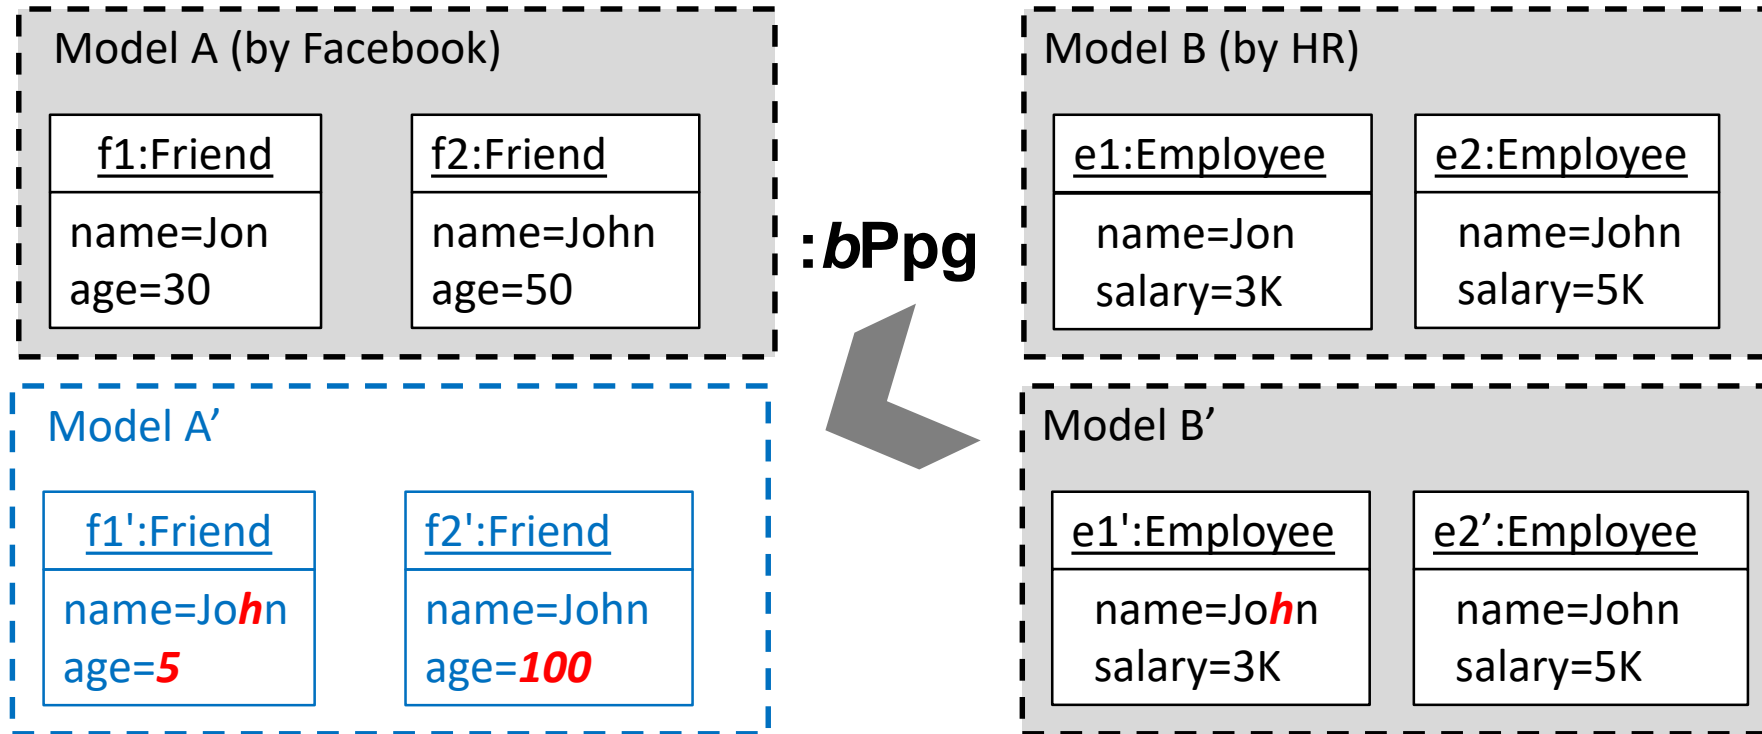 Model A (by Facebook)
f1:Friend
name=Jon
age=30
f2:Friend
name=John
age=50
:bPpg
Model B (by HR)
e1:Employee
name=Jon
salary=3K
e2:Employee
name=John
salary=5K
Model A’
f1':Friend
name=John
age=5
f2':Friend
name=John
age=100
Model B’
e1':Employee
name=John
salary=3K
e2’:Employee
name=John
salary=5K